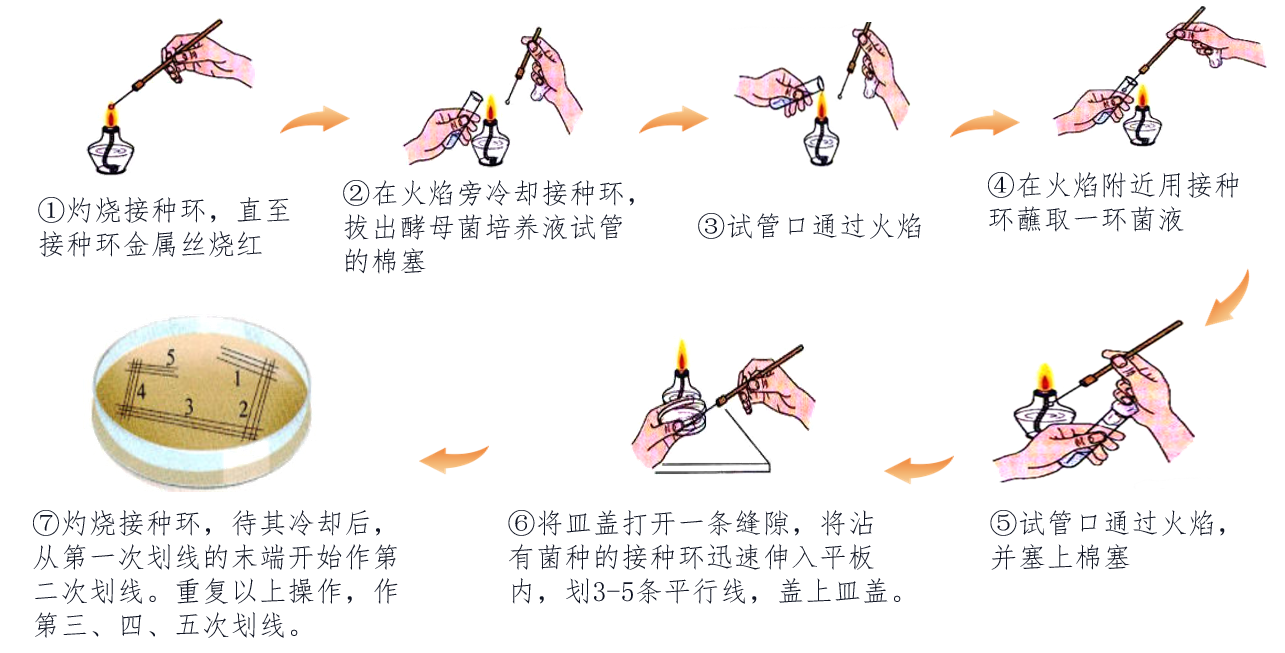 ①灼烧接种环，直至
接种环金属丝烧红
②在火焰旁冷却接种环，
拔出酵母菌培养液试管
的棉塞
③试管口通过火焰
④在火焰附近用接种
环蘸取一环菌液
⑤试管口通过火焰，
并塞上棉塞
⑥将皿盖打开一条缝隙，将沾
有菌种的接种环迅速伸入平板
内，划3-5条平行线，盖上皿盖。
5
1
4
3
2
⑦灼烧接种环，待其冷却后，
从第一次划线的末端开始作第
二次划线。重复以上操作，作
第三、四、五次划线。